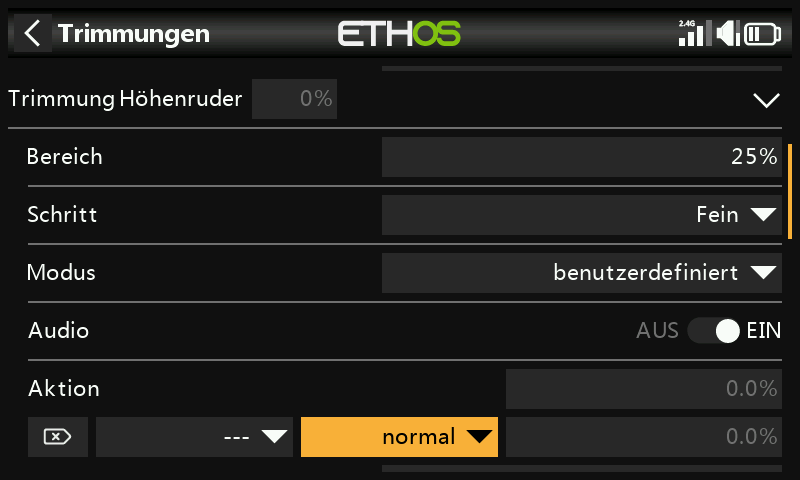 Trimmungen ETHOS 2.4G
Trimmung Höhenruder 0%
Bereich 25%
Schritt Fein
Modus benutzerdefiniert
Audio AUS EIN
Aktion 0.0%
--- normal 0.0%